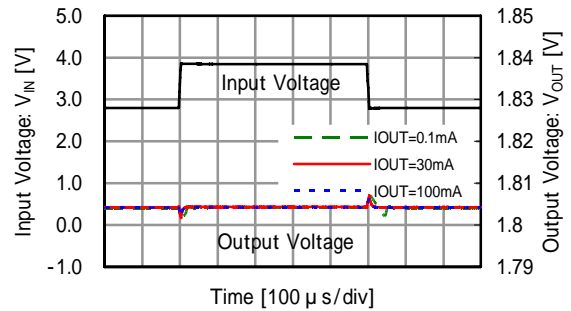 Input Voltage: VIN [V]
5.0
4.0
3.0
2.0
1.0
0.0
-1.0
Input Voltage
IOUT=0.1mA
IOUT=30mA
IOUT=100mA
Output Voltage
1.85
1.84
1.83
1.82
1.81
1.80
1.79
Output Voltage: VOUT [V]
Time [100 μs/div]